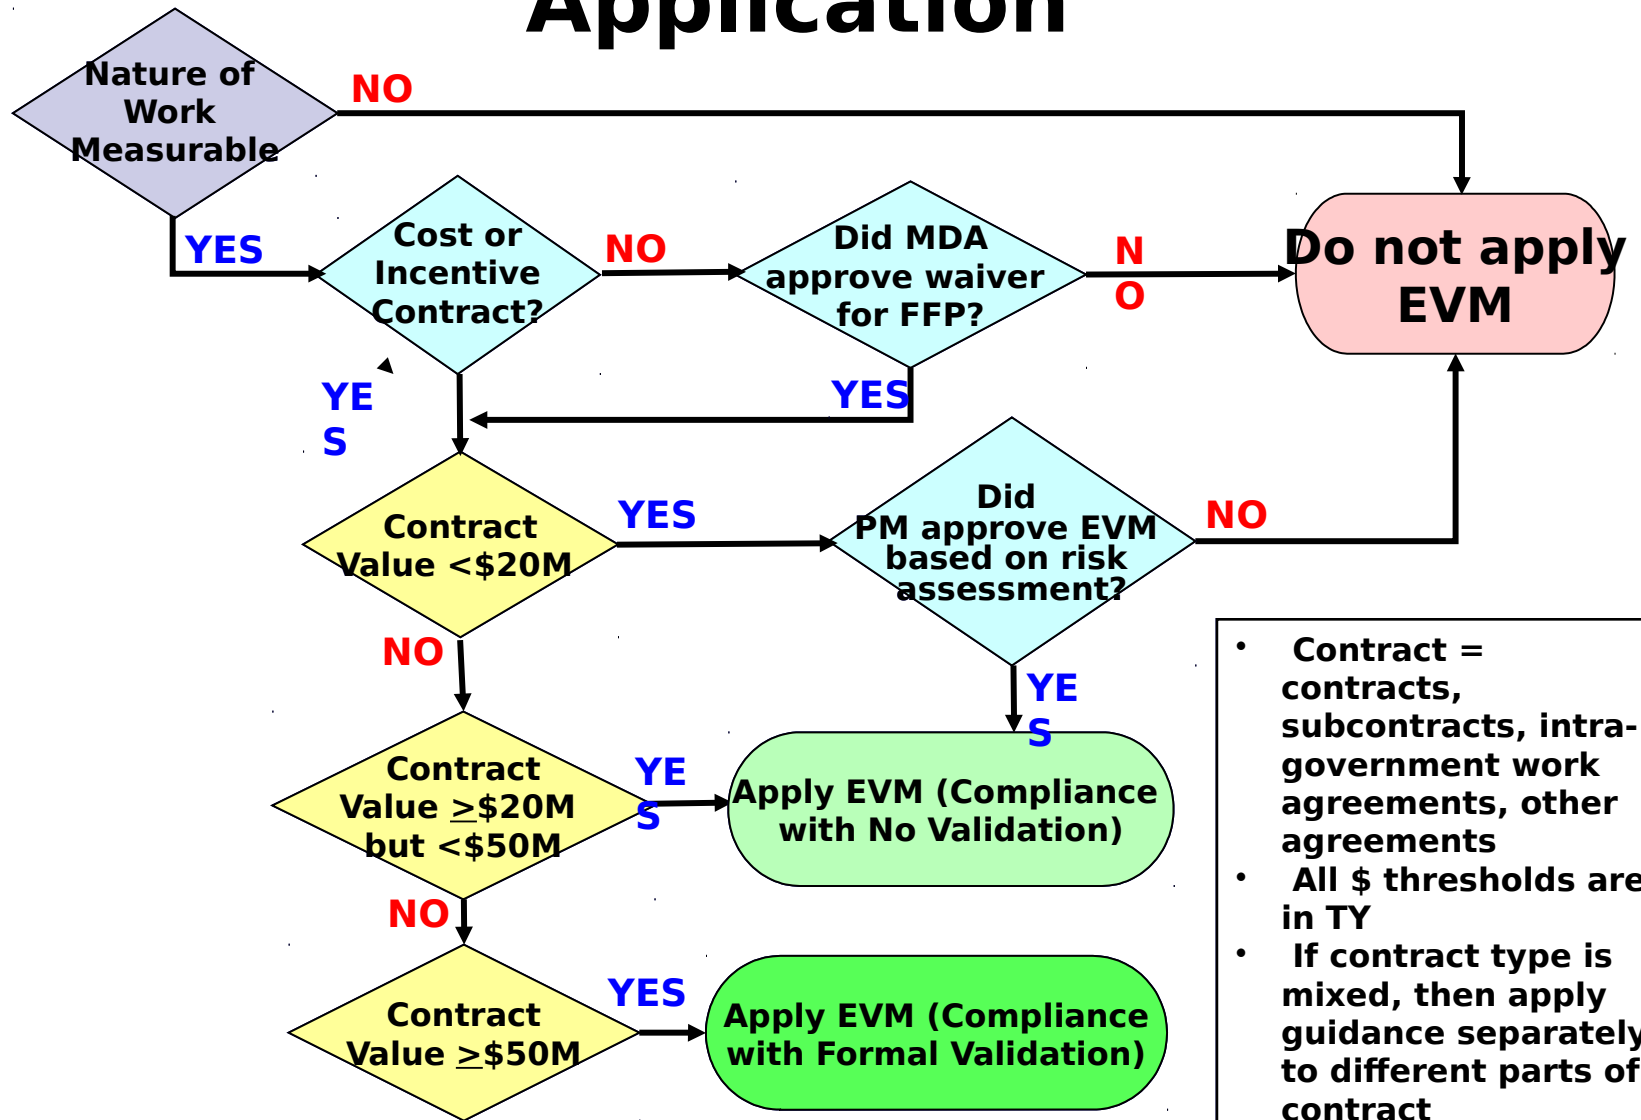 Application
Nature of
Work
Measurable
NO
YES
Cost or
Incentive
Contract?
NO
Did MDA
approve waiver
for FFP?
N
O
Do not apply
EVM
YE
S
YES
Contract
Value <$20M
YES
Did
PM approve EVM
based on risk
assessment?
NO
NO
YE
S
Contract
Value >$20M
but <$50M
YE
S
Apply EVM (Compliance
with No Validation)
NO
Contract
Value >$50M
YES
Apply EVM (Compliance
with Formal Validation)
• Contract =
contracts,
subcontracts, intra-
government work
agreements, other
agreements
• All $ thresholds are
in TY
• If contract type is
mixed, then apply
guidance separately
to different parts of
contract